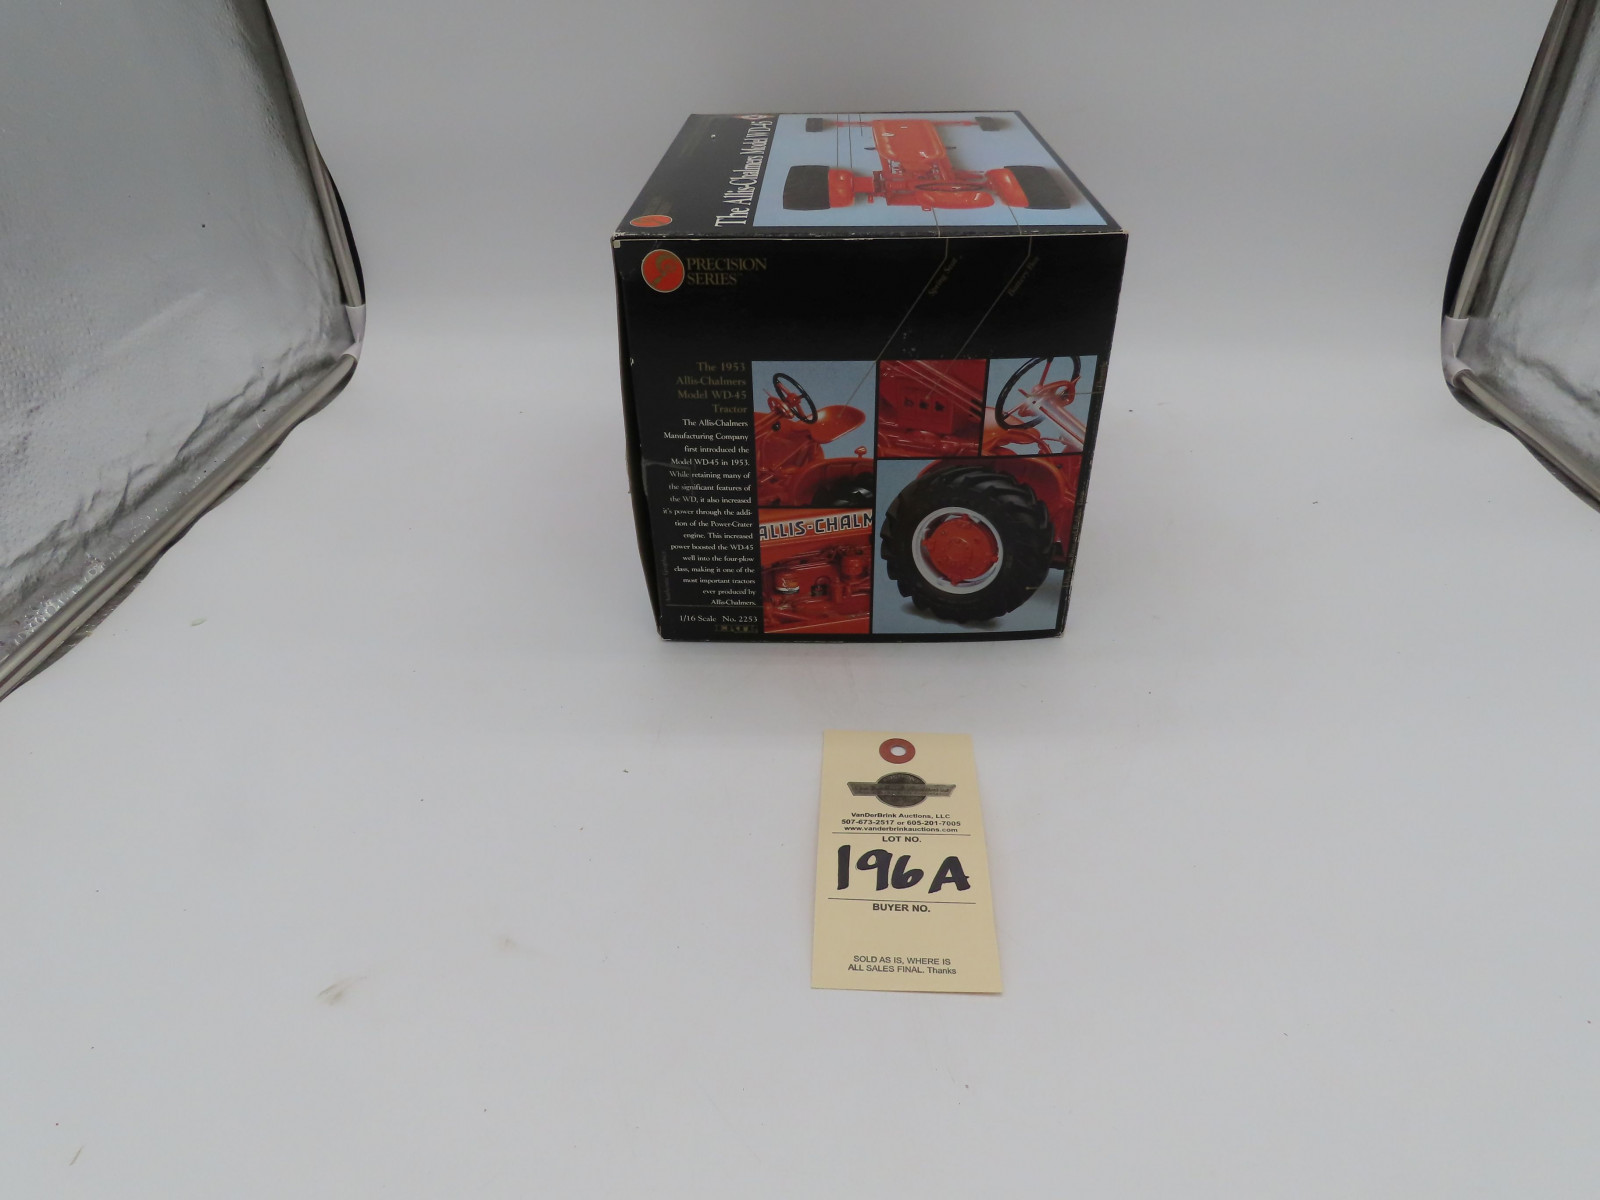 The Allis-Chalmers Model WD-45
PRECISION
SERIES
Spring Seat
Battery Box
The 1953
Allis-Chalmers
Model WD-45
Tractor
The Allis-Chalmers
Manufacturing Company
first introduced the
Model WD-45 in 1953.
While retaining many of
the significant features of
the WD, it also increased
it's power through the addi-
tion of the Power-Crater
engine. This increased
power boosted the WD-45
well into the four-plow
class, making it one of the
most important tractors
ever produced by
Allis-Chalmers.
1/16 Scale No. 2253
ERTL
ALLIS-CHALM
VanDerBrink Auctions, LLC
507-673-2517 or 605-201-7005
www.vanderbrinkauctions.com
LOT NO.
196A
BUYER NO.
SOLD AS IS, WHERE IS
ALL SALES FINAL. Thanks